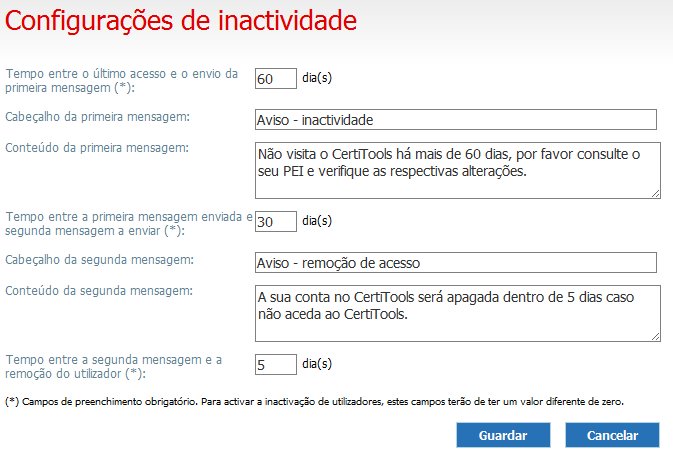 Configurações de inactividade
Tempo entre o último acesso e o envio da
primeira mensagem (*):
60 dia(s)
Cabeçalho da primeira mensagem:
Aviso - inactividade
Conteúdo da primeira mensagem:
Não visita o CertiTools há mais de 60 dias, por favor consulte o
seu PEI e verifique as respectivas alterações.
Tempo entre a primeira mensagem enviada e
segunda mensagem a enviar (*):
30 dia(s)
Cabeçalho da segunda mensagem:
Aviso - remoção de acesso
Conteúdo da segunda mensagem:
A sua conta no CertiTools será apagada dentro de 5 dias caso
não aceda ao CertiTools.
Tempo entre a segunda mensagem e a
remoção do utilizador (*):
5 dia(s)
(*) Campos de preenchimento obrigatório. Para activar a inactivação de utilizadores, estes campos terão de ter um valor diferente de zero.
Guardar Cancelar